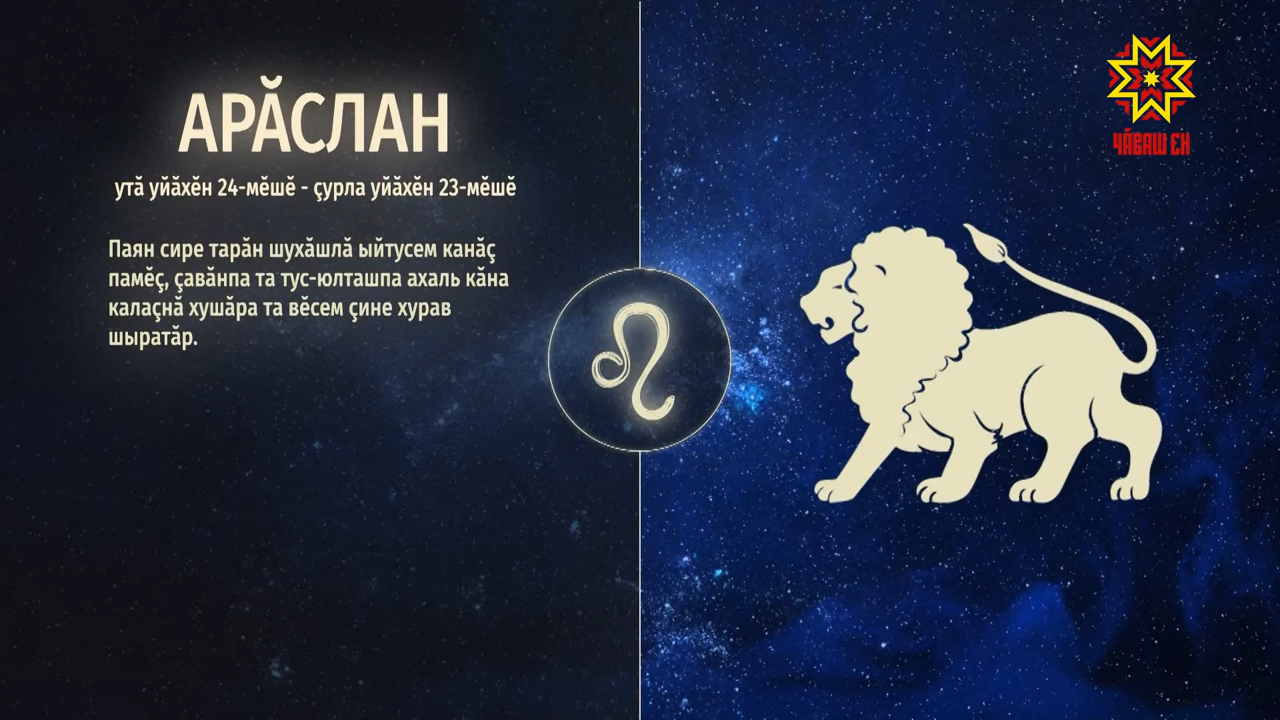 АРĂСЛАН
утă уйăхĕн 24-мĕшĕ - çурла уйăхĕн 23-мĕшĕ
Паян сире тарăн шухăшлă ыйтусем канăç
памĕç, çавăнпа та тус-юлташпа ахаль кăна
калаçнă хушăра та вĕсем çине хурав
шыратăр.
ЧĂВАШ ЕН